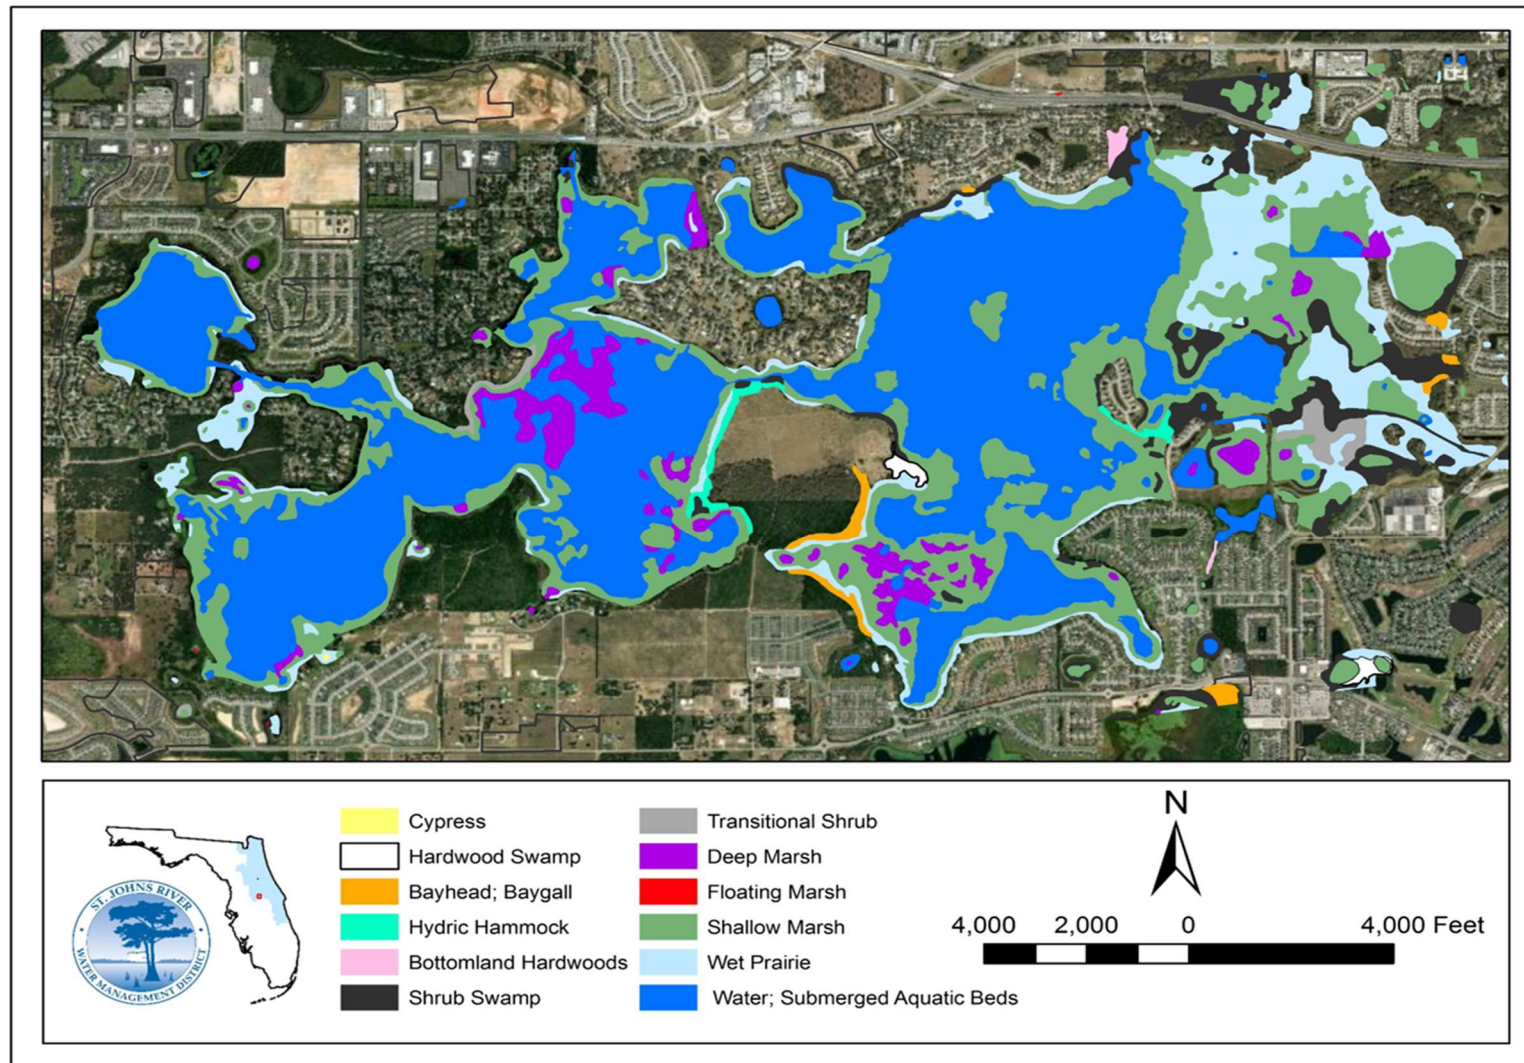 ST. JOHNS RIVER
WATER MANAGEMENT DISTRICT
Cypress
Hardwood Swamp
Bayhead; Baygall
Hydric Hammock
Bottomland Hardwoods
Shrub Swamp
Transitional Shrub
Deep Marsh
Floating Marsh
Shallow Marsh
Wet Prairie
Water; Submerged Aquatic Beds
N
4,000 2,000 0 4,000 Feet